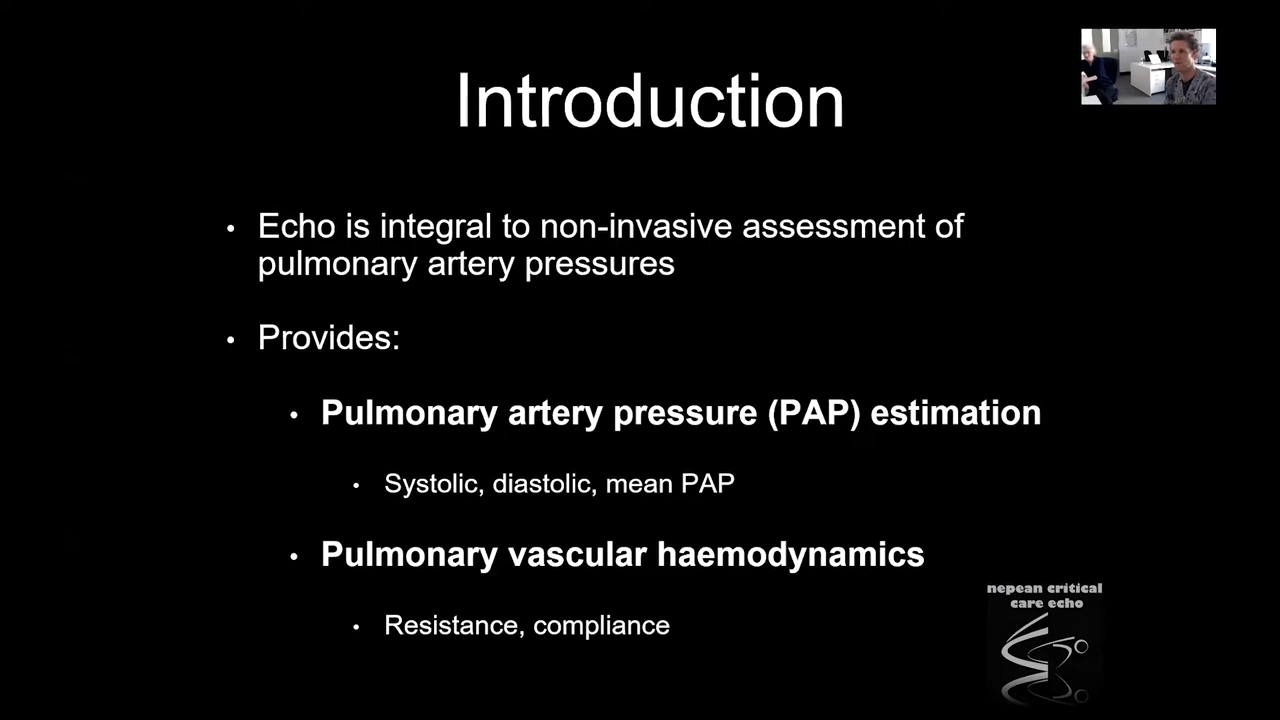 Introduction
• Echo is integral to non-invasive assessment of
pulmonary artery pressures
• Provides:
• Pulmonary artery pressure (PAP) estimation
• Systolic, diastolic, mean PAP
• Pulmonary vascular haemodynamics
• Resistance, compliance
nepean critical
care echo